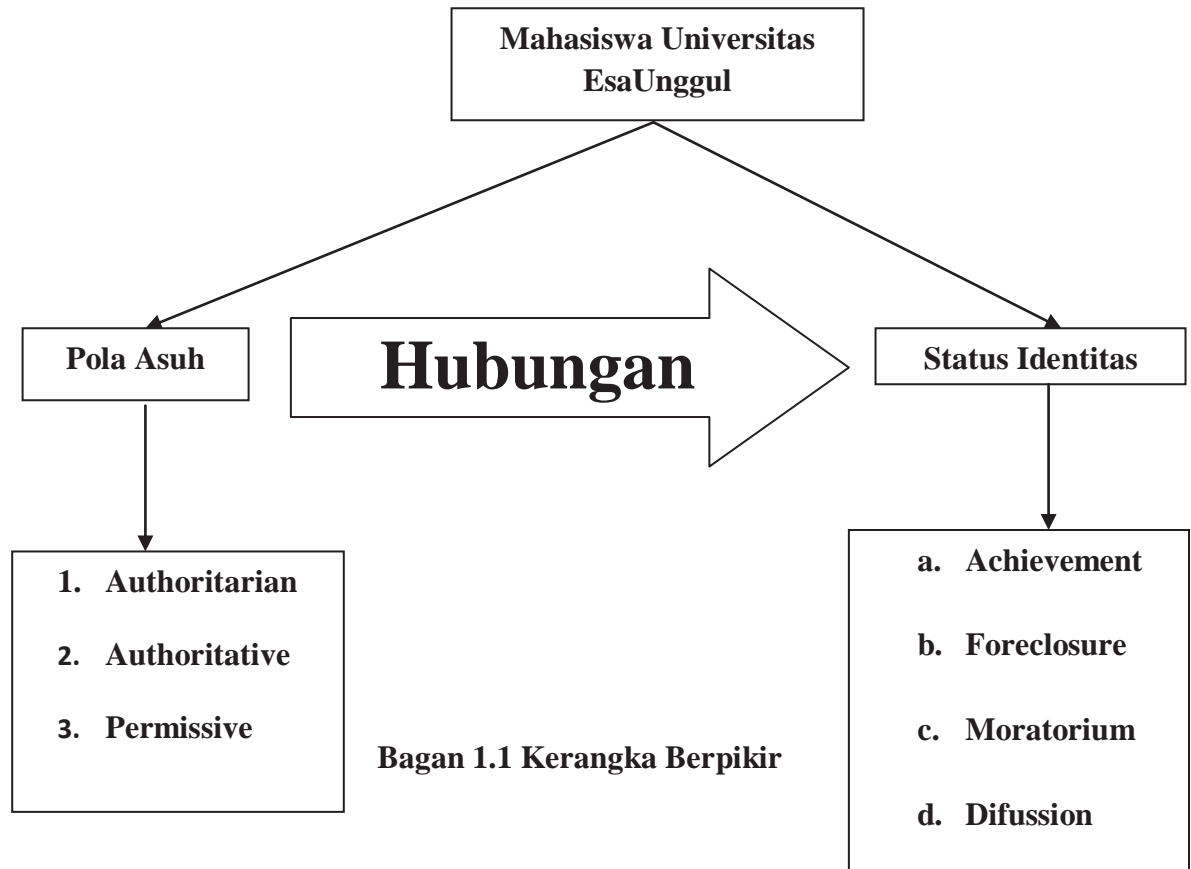 Mahasiswa Universitas
EsaUnggul
Pola Asuh
Hubungan
Status Identitas
1. Authoritarian
2. Authoritative
3. Permissive
a. Achievement
b. Foreclosure
c. Moratorium
d. Difussion
Bagan 1.1 Kerangka Berpikir